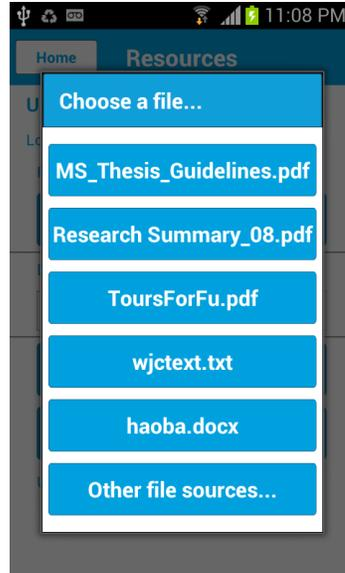 11:08 PM
Home
Resources
U
Lo
Choose a file...
MS_Thesis_Guidelines.pdf
Research Summary_08.pdf
ToursForFu.pdf
wjctext.txt
haoba.docx
Other file sources...